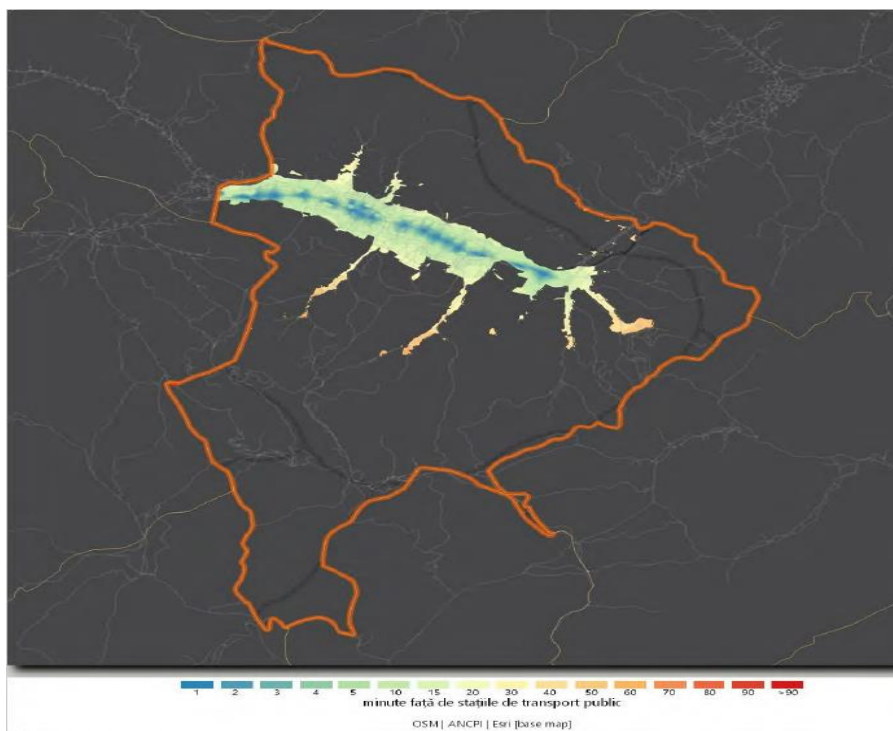 1 2 3 4 5 10 15 20 30 40 50 60 70 80 90 >90
minute față de stațiile de transport public
OSM | ANCPI | Esri [base map]